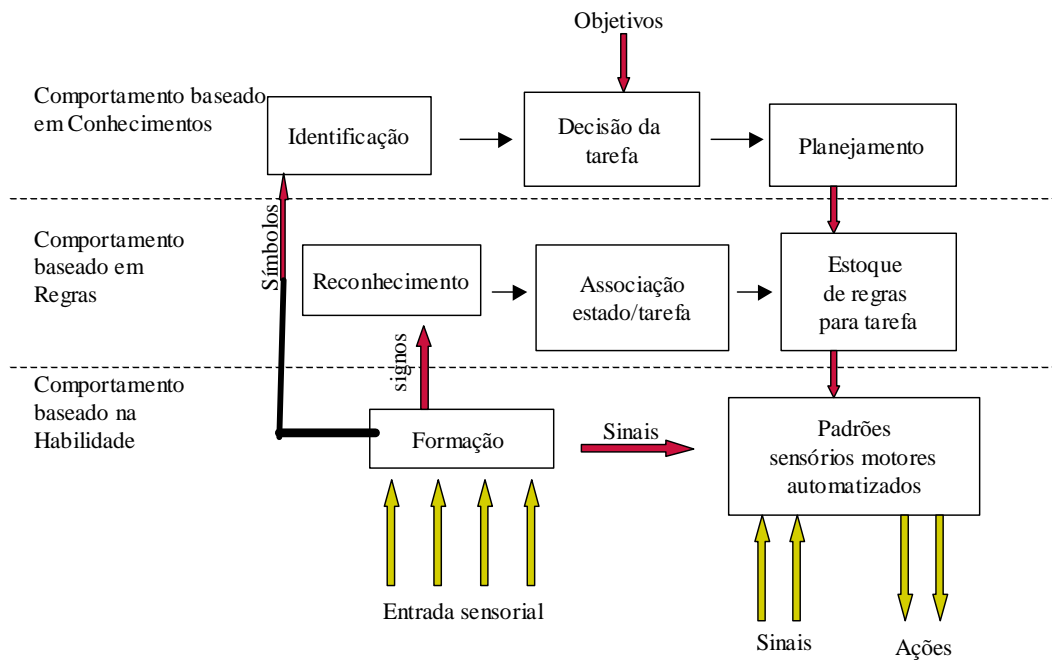 Objetivos
Comportamento baseado
em Conhecimentos
Identificação
Decisão da
tarefa
Planejamento
Símbolos
Comportamento
baseado em
Regras
Reconhecimento
Associação
estado/tarefa
Estoque
de regras
para tarefa
signos
Comportamento
baseado na
Habilidade
Formação
Sinais
Padrões
sensórios motores
automatizados
Entrada sensorial
Sinais
Ações